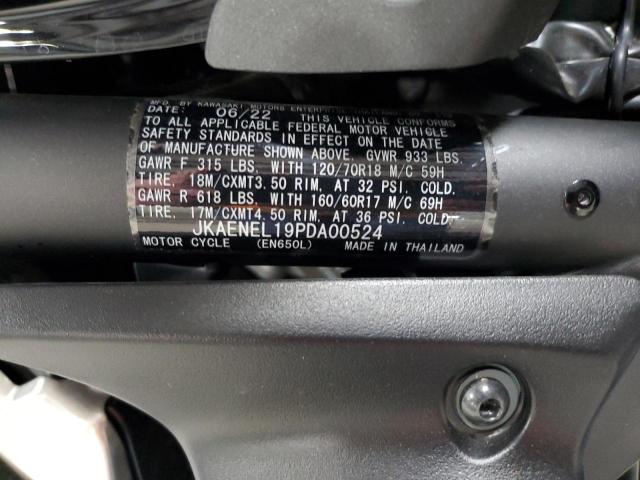 MFD. BY KAWASAKI MOTORS ENTERPRISE
DATE: 06/22 THIS VEHICLE CONFORMS
TO ALL APPLICABLE FEDERAL MOTOR VEHICLE
SAFETY STANDARDS IN EFFECT ON THE DATE
OF MANUFACTURE SHOWN ABOVE. GVWR 933 LBS.
GAWR F 315 LBS. WITH 120/70R18 M/C 59H
TIRE, 18M/CXMT3.50 RIM, AT 32 PSI. COLD.
GAWR R 618 LBS. WITH 160/60R17 M/C 69H
TIRE, 17M/CXMT4.50 RIM, AT 36 PSI. COLD.
JKAENEL19PDA00524
MOTOR CYCLE (EN650L) MADE IN THAILAND